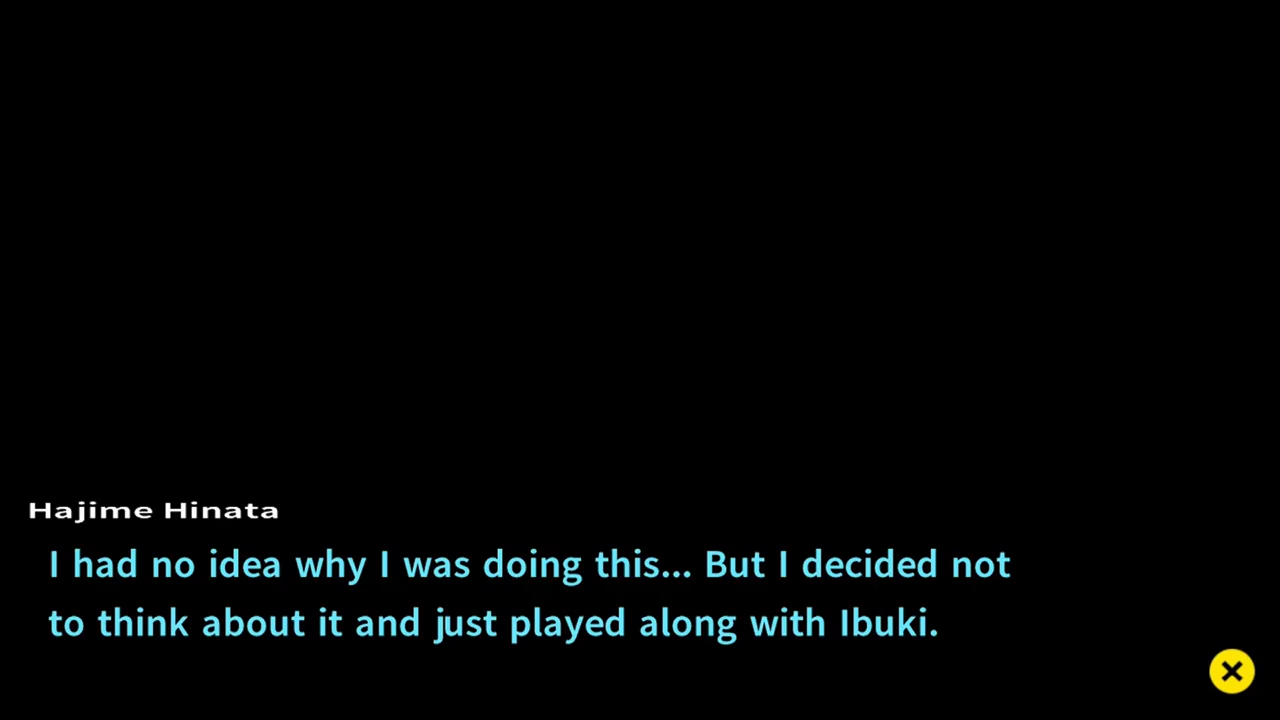 Hajime Hinata
I had no idea why I was doing this... But I decided not
to think about it and just played along with Ibuki.